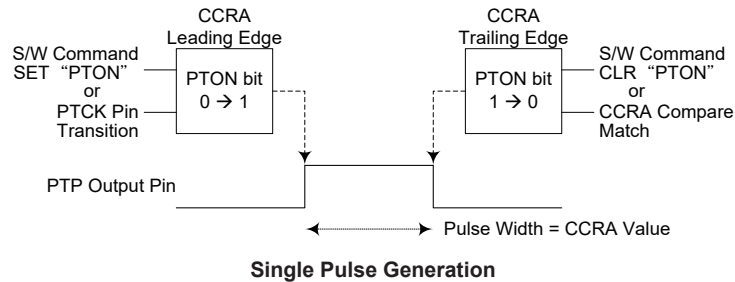 CCRA
Leading Edge
S/W Command
SET “PTON”
or
PTCK Pin
Transition
PTON bit
0 → 1
CCRA
Trailing Edge
PTON bit
1 → 0
S/W Command
CLR “PTON”
or
CCRA Compare
Match
PTP Output Pin
Pulse Width = CCRA Value
Single Pulse Generation